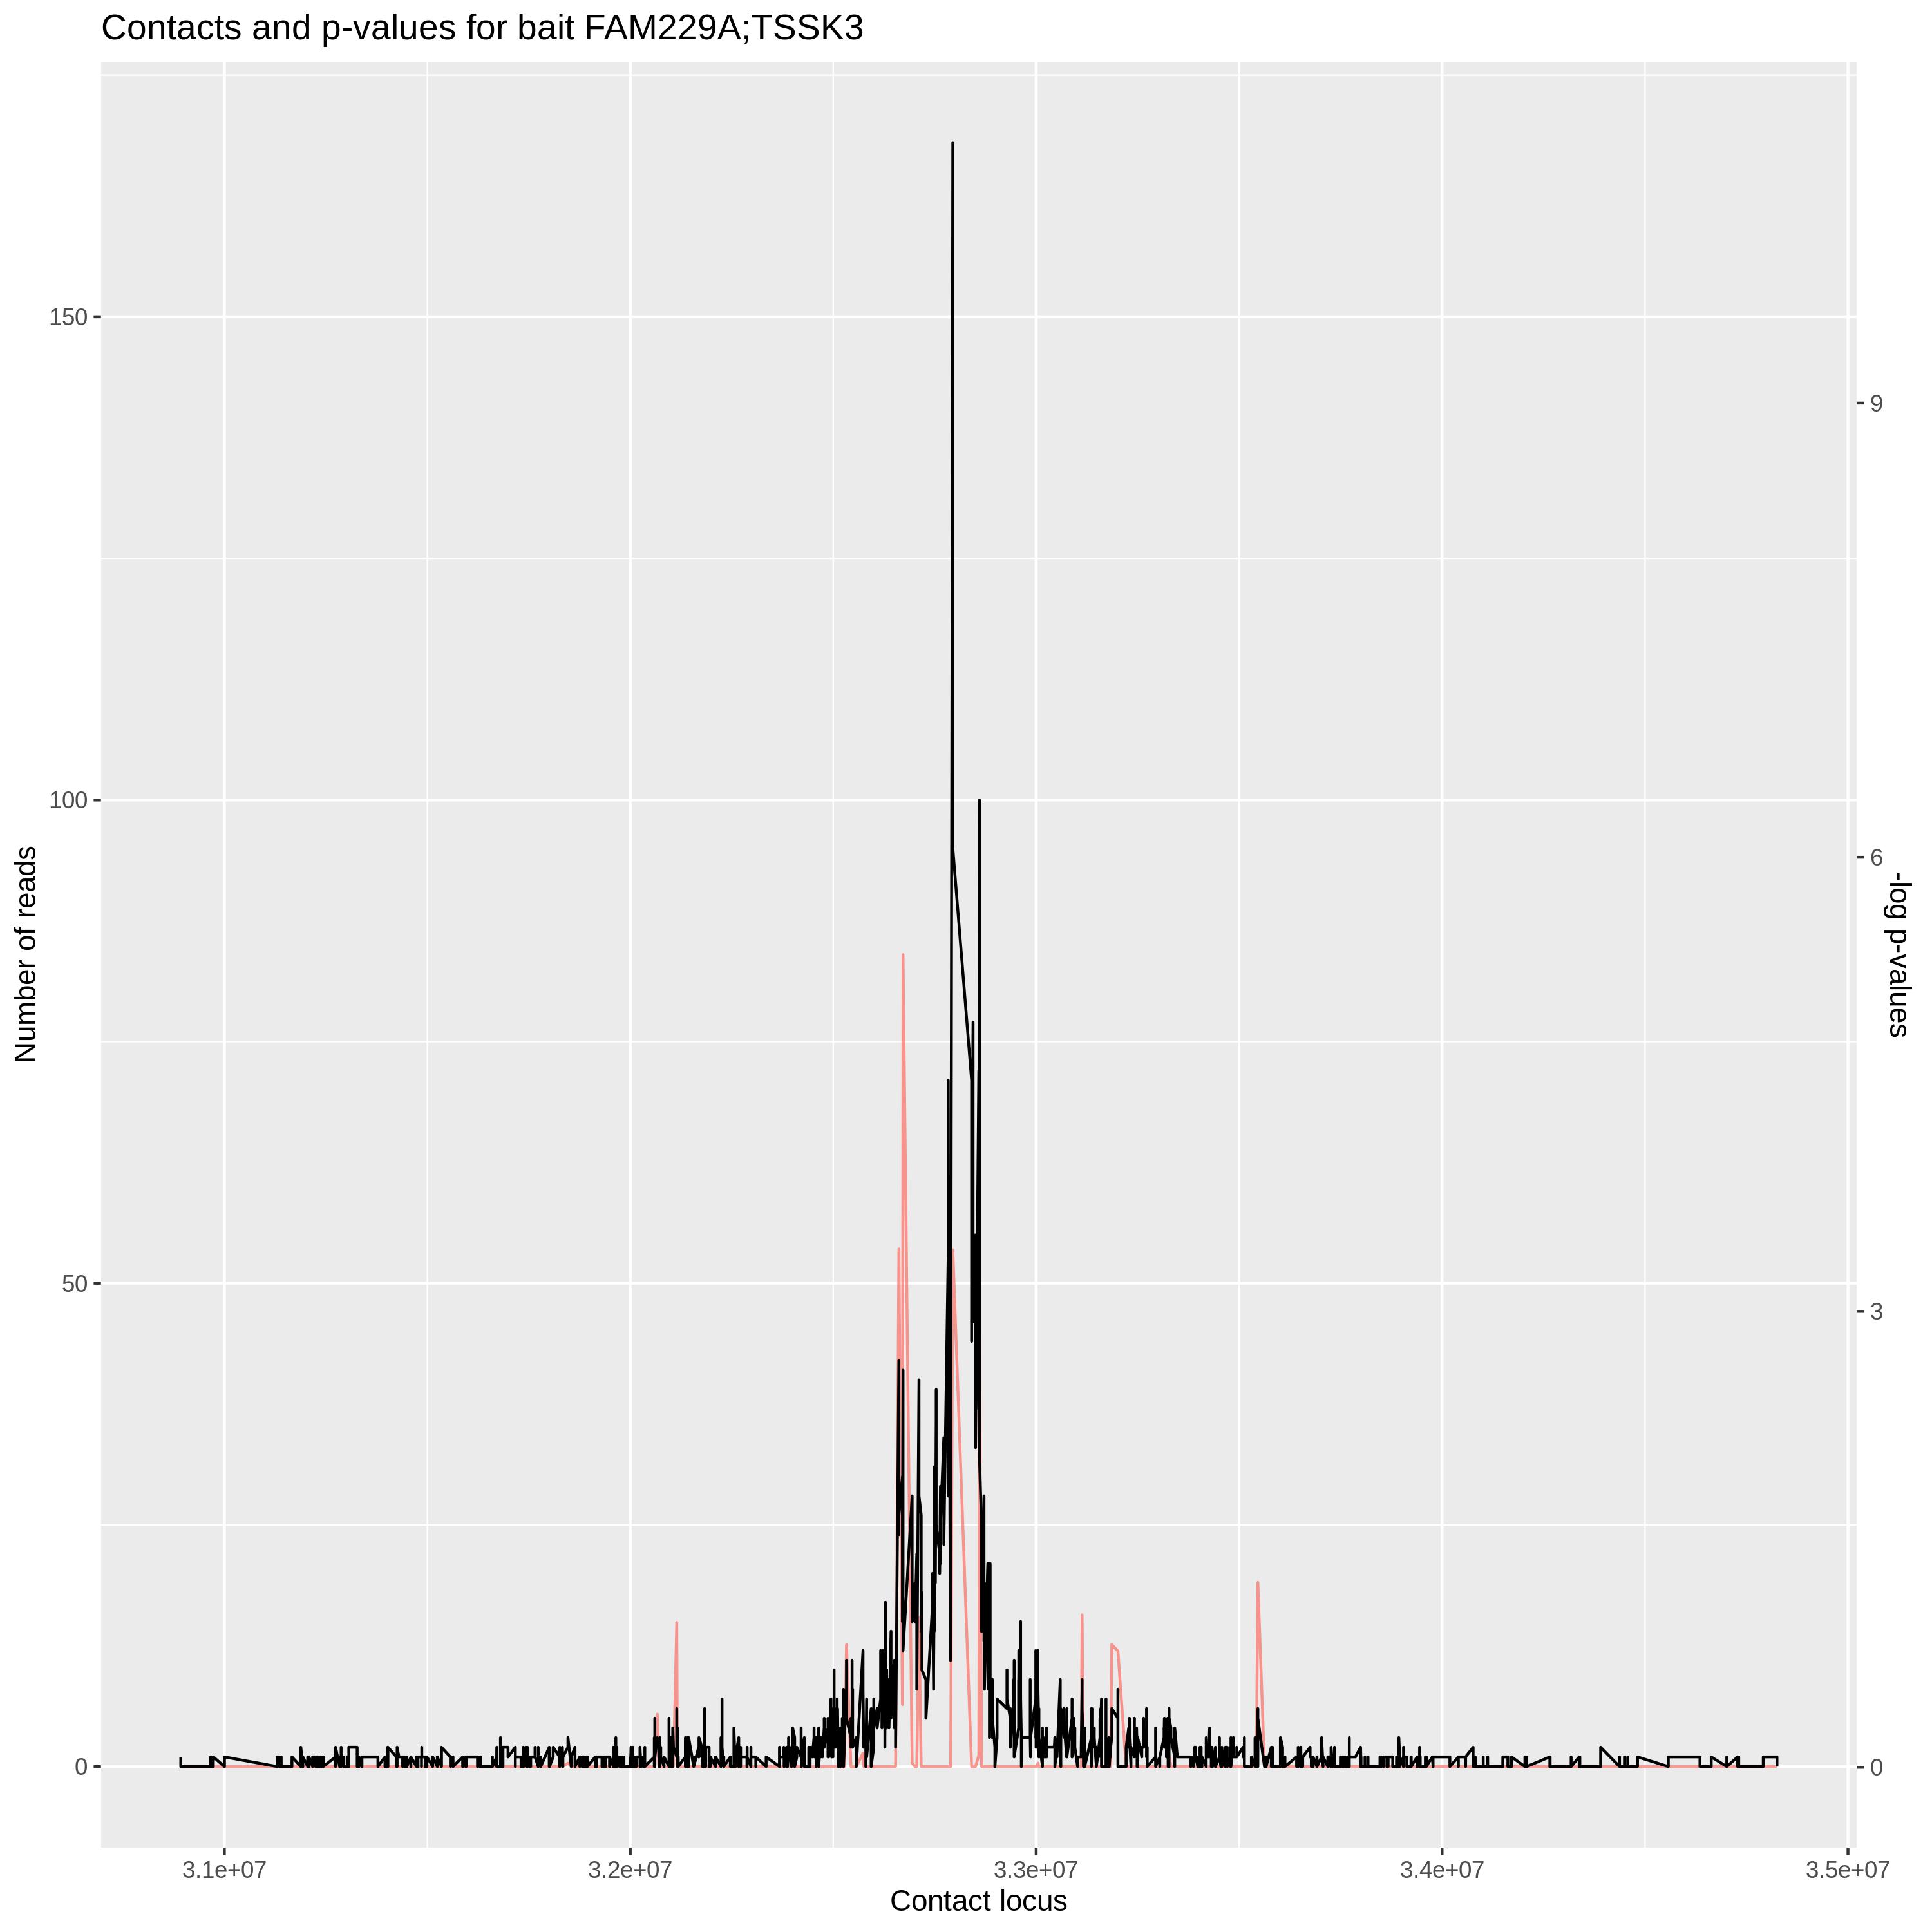 Contacts and p-values for bait FAM229A;TSSK3
150
100
50
0
Number of reads
9
6
3
0
-log p-values
3.1e+07
3.2e+07
3.3e+07
3.4e+07
3.5e+07
Contact locus